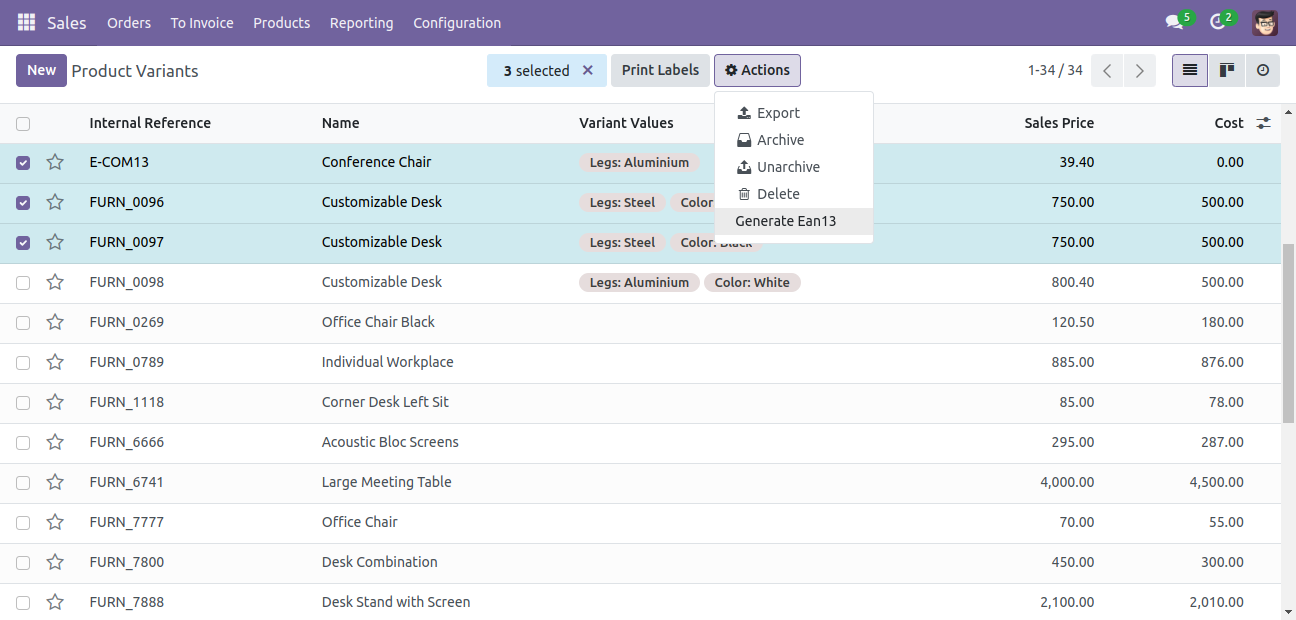 Sales Orders To Invoice Products Reporting Configuration 5 2
New Product Variants 3 selected × Print Labels Actions 1-34 / 34
Export
Archive
Unarchive
Delete
Generate Ean13
Internal Reference Name Variant Values Sales Price Cost
E-COM13 Conference Chair Legs: Aluminium 39.40 0.00
FURN_0096 Customizable Desk Legs: Steel Color 750.00 500.00
FURN_0097 Customizable Desk Legs: Steel Color: Black 750.00 500.00
FURN_0098 Customizable Desk Legs: Aluminium Color: White 800.40 500.00
FURN_0269 Office Chair Black 120.50 180.00
FURN_0789 Individual Workplace 885.00 876.00
FURN_1118 Corner Desk Left Sit 85.00 78.00
FURN_6666 Acoustic Bloc Screens 295.00 287.00
FURN_6741 Large Meeting Table 4,000.00 4,500.00
FURN_7777 Office Chair 70.00 55.00
FURN_7800 Desk Combination 450.00 300.00
FURN_7888 Desk Stand with Screen 2,100.00 2,010.00